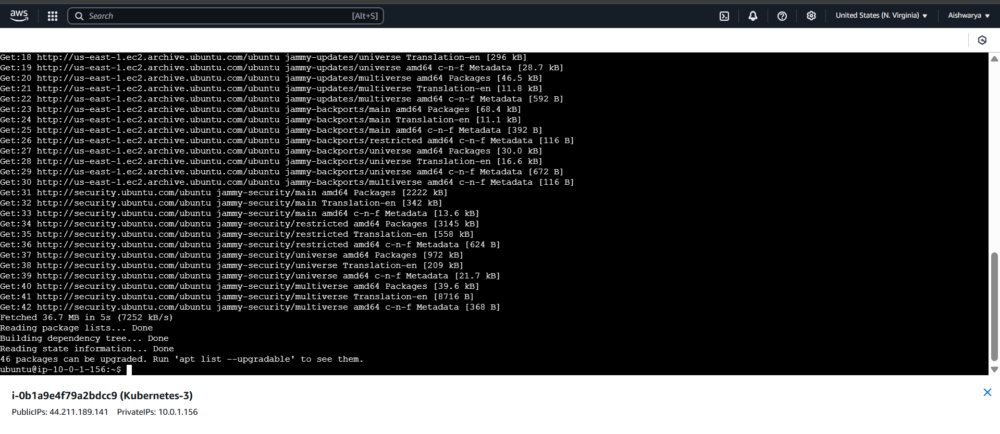 aws
Search [Alt+S]
United States (N. Virginia)
Aishwarya
Get:18 http://us-east-1.ec2.archive.ubuntu.com/ubuntu jammy-updates/universe Translation-en [296 kB]
Get:19 http://us-east-1.ec2.archive.ubuntu.com/ubuntu jammy-updates/universe amd64 c-n-f Metadata [28.7 kB]
Get:20 http://us-east-1.ec2.archive.ubuntu.com/ubuntu jammy-updates/multiverse amd64 Packages [46.5 kB]
Get:21 http://us-east-1.ec2.archive.ubuntu.com/ubuntu jammy-updates/multiverse Translation-en [11.8 kB]
Get:22 http://us-east-1.ec2.archive.ubuntu.com/ubuntu jammy-updates/multiverse amd64 c-n-f Metadata [592 B]
Get:23 http://us-east-1.ec2.archive.ubuntu.com/ubuntu jammy-backports/main amd64 Packages [68.4 kB]
Get:24 http://us-east-1.ec2.archive.ubuntu.com/ubuntu jammy-backports/main Translation-en [11.1 kB]
Get:25 http://us-east-1.ec2.archive.ubuntu.com/ubuntu jammy-backports/main amd64 c-n-f Metadata [392 B]
Get:26 http://us-east-1.ec2.archive.ubuntu.com/ubuntu jammy-backports/restricted amd64 c-n-f Metadata [116 B]
Get:27 http://us-east-1.ec2.archive.ubuntu.com/ubuntu jammy-backports/universe amd64 Packages [30.0 kB]
Get:28 http://us-east-1.ec2.archive.ubuntu.com/ubuntu jammy-backports/universe Translation-en [16.6 kB]
Get:29 http://us-east-1.ec2.archive.ubuntu.com/ubuntu jammy-backports/universe amd64 c-n-f Metadata [672 B]
Get:30 http://us-east-1.ec2.archive.ubuntu.com/ubuntu jammy-backports/multiverse amd64 c-n-f Metadata [116 B]
Get:31 http://security.ubuntu.com/ubuntu jammy-security/main amd64 Packages [2222 kB]
Get:32 http://security.ubuntu.com/ubuntu jammy-security/main Translation-en [342 kB]
Get:33 http://security.ubuntu.com/ubuntu jammy-security/main amd64 c-n-f Metadata [13.6 kB]
Get:34 http://security.ubuntu.com/ubuntu jammy-security/restricted amd64 Packages [3145 kB]
Get:35 http://security.ubuntu.com/ubuntu jammy-security/restricted Translation-en [558 kB]
Get:36 http://security.ubuntu.com/ubuntu jammy-security/restricted amd64 c-n-f Metadata [624 B]
Get:37 http://security.ubuntu.com/ubuntu jammy-security/universe amd64 Packages [972 kB]
Get:38 http://security.ubuntu.com/ubuntu jammy-security/universe Translation-en [209 kB]
Get:39 http://security.ubuntu.com/ubuntu jammy-security/universe amd64 c-n-f Metadata [21.7 kB]
Get:40 http://security.ubuntu.com/ubuntu jammy-security/multiverse amd64 Packages [39.6 kB]
Get:41 http://security.ubuntu.com/ubuntu jammy-security/multiverse Translation-en [8716 B]
Get:42 http://security.ubuntu.com/ubuntu jammy-security/multiverse amd64 c-n-f Metadata [368 B]
Fetched 36.7 MB in 5s (7252 kB/s)
Reading package lists... Done
Building dependency tree... Done
Reading state information... Done
46 packages can be upgraded. Run 'apt list --upgradable' to see them.
ubuntu@ip-10-0-1-156:~$
i-0b1a9e4f79a2bdcc9 (Kubernetes-3)
PublicIPs: 44.211.189.141 PrivateIPs: 10.0.1.156